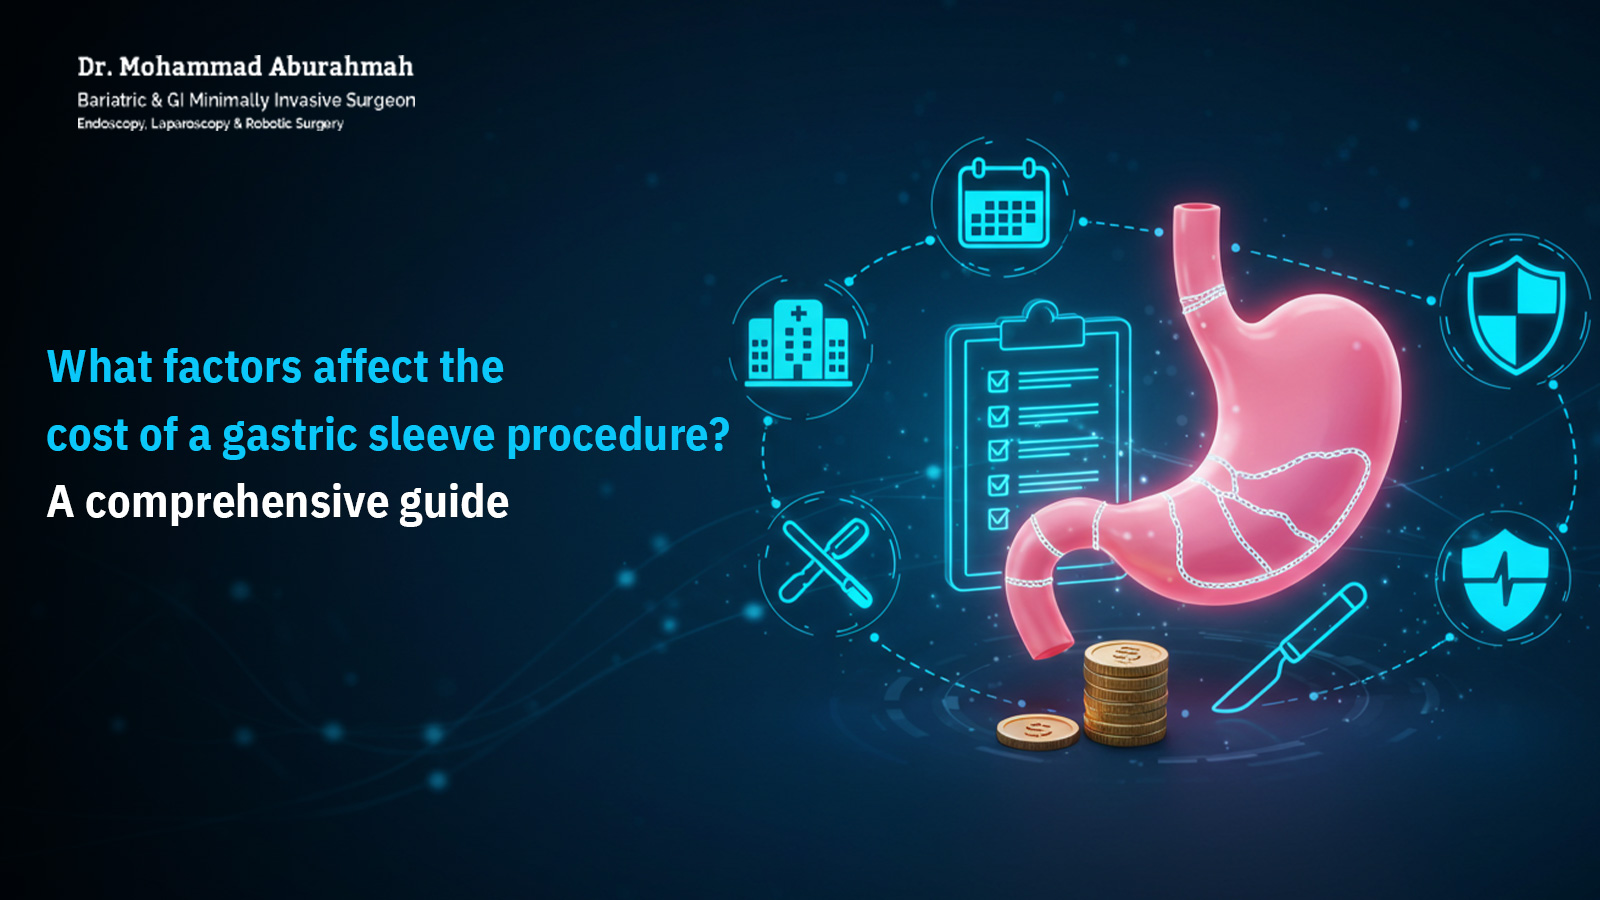 Dr. Mohammad Aburahmah
Bariatric & GI Minimally Invasive Surgeon
Endoscopy, Laparoscopy & Robotic Surgery
What factors affect the
cost of a gastric sleeve procedure?
A comprehensive guide